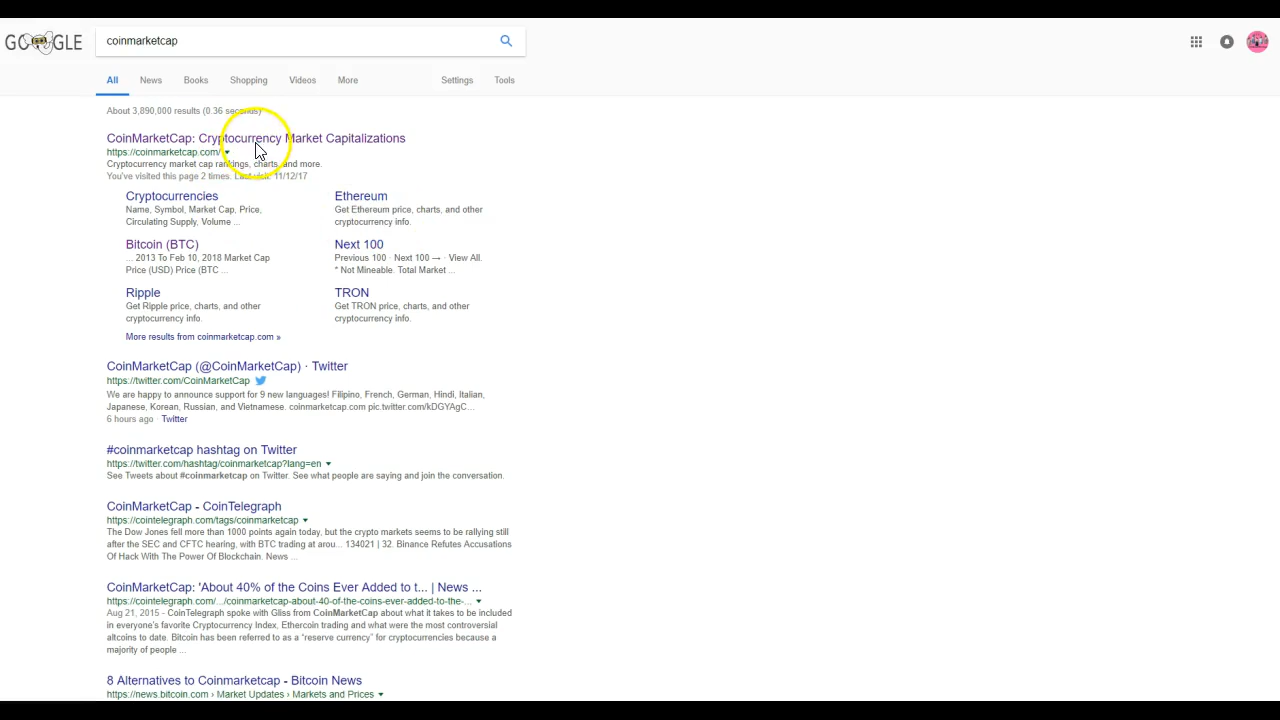 GOOGLE
coinmarketcap
All News Books Shopping Videos More Settings Tools
About 3,890,000 results (0.36 seconds)
CoinMarketCap: Cryptocurrency Market Capitalizations
https://coinmarketcap.com/
Cryptocurrency market cap rankings, charts, and more.
You've visited this page 2 times. Last visit: 11/12/17
Cryptocurrencies
Name, Symbol, Market Cap, Price,
Circulating Supply, Volume ...
Ethereum
Get Ethereum price, charts, and other
cryptocurrency info.
Bitcoin (BTC)
... 2013 To Feb 10, 2018 Market Cap
Price (USD) Price (BTC ...
Next 100
Previous 100 · Next 100 → · View All.
* Not Mineable. Total Market ...
Ripple
Get Ripple price, charts, and other
cryptocurrency info.
TRON
Get TRON price, charts, and other
cryptocurrency info.
More results from coinmarketcap.com »
CoinMarketCap (@CoinMarketCap) · Twitter
https://twitter.com/CoinMarketCap
We are happy to announce support for 9 new languages! Filipino, French, German, Hindi, Italian,
Japanese, Korean, Russian, and Vietnamese. coinmarketcap.com pic.twitter.com/kDGYAgC…
6 hours ago · Twitter
#coinmarketcap hashtag on Twitter
https://twitter.com/hashtag/coinmarketcap?lang=en
See Tweets about #coinmarketcap on Twitter. See what people are saying and join the conversation.
CoinMarketCap - CoinTelegraph
https://cointelegraph.com/tags/coinmarketcap
The Dow Jones fell more than 1000 points again today, but the crypto markets seems to be rallying still
after the SEC and CFTC hearing, with BTC trading at arou... 134021 | 32. Binance Refutes Accusations
Of Hack With The Power Of Blockchain. News ...
CoinMarketCap: 'About 40% of the Coins Ever Added to t... | News ...
https://cointelegraph.com/.../coinmarketcap-about-40-of-the-coins-ever-added-to-the-...
Aug 21, 2015 - CoinTelegraph spoke with Gliss from CoinMarketCap about what it takes to be included
in everyone's favorite Cryptocurrency Index, Ethercoin trading and what were the most controversial
altcoins to date. Bitcoin has been referred to as a "reserve currency" for cryptocurrencies because a
majority of people ...
8 Alternatives to Coinmarketcap - Bitcoin News
https://news.bitcoin.com › Market Updates › Markets and Prices